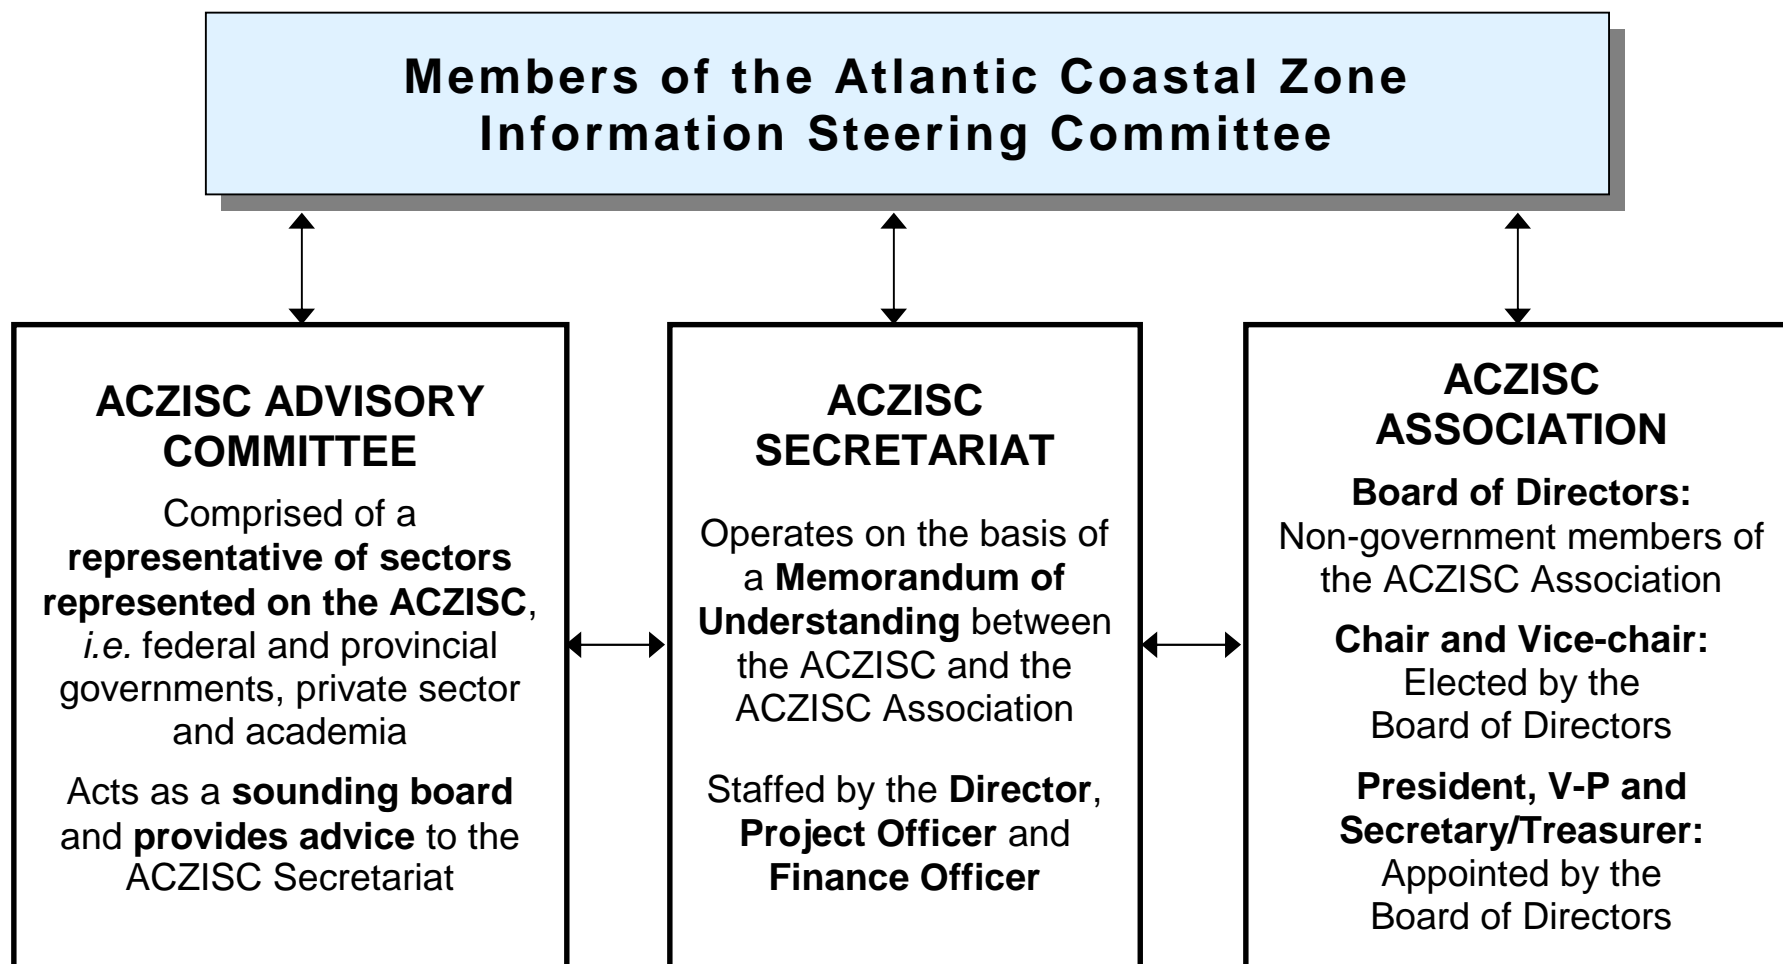 Members of the Atlantic Coastal Zone
Information Steering Committee
ACZISC ADVISORY
COMMITTEE
Comprised of a
representative of sectors
represented on the ACZISC,
i.e. federal and provincial
governments, private sector
and academia
Acts as a sounding board
and provides advice to the
ACZISC Secretariat
ACZISC
SECRETARIAT
Operates on the basis of
a Memorandum of
Understanding between
the ACZISC and the
ACZISC Association
Staffed by the Director,
Project Officer and
Finance Officer
ACZISC
ASSOCIATION
Board of Directors:
Non-government members of
the ACZISC Association
Chair and Vice-chair:
Elected by the
Board of Directors
President, V-P and
Secretary/Treasurer:
Appointed by the
Board of Directors